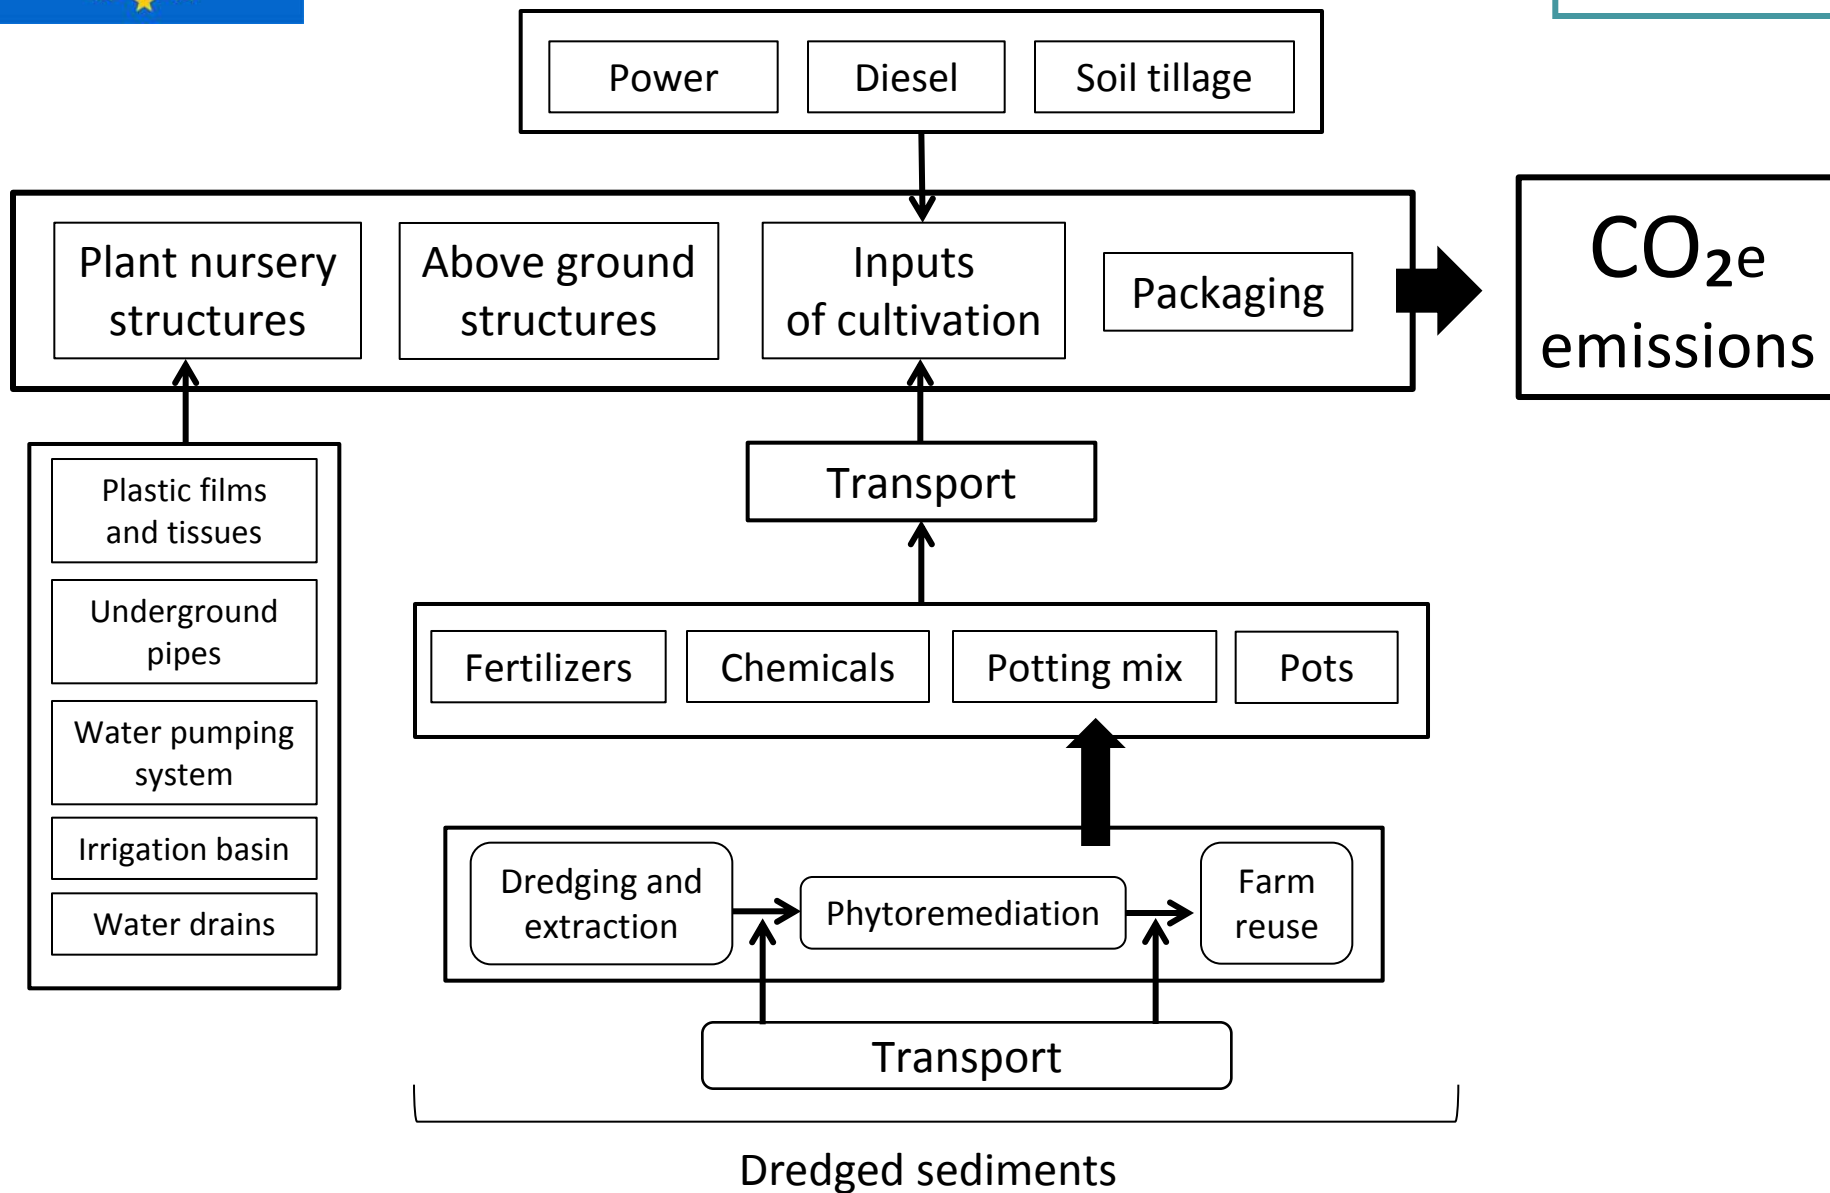 Power
Diesel
Soil tillage
Plant nursery
structures
Above ground
structures
Inputs
of cultivation
Packaging
CO₂e
emissions
Plastic films
and tissues
Underground
pipes
Water pumping
system
Irrigation basin
Water drains
Transport
Fertilizers
Chemicals
Potting mix
Pots
Dredging and
extraction
Phytoremediation
Farm
reuse
Transport
Dredged sediments